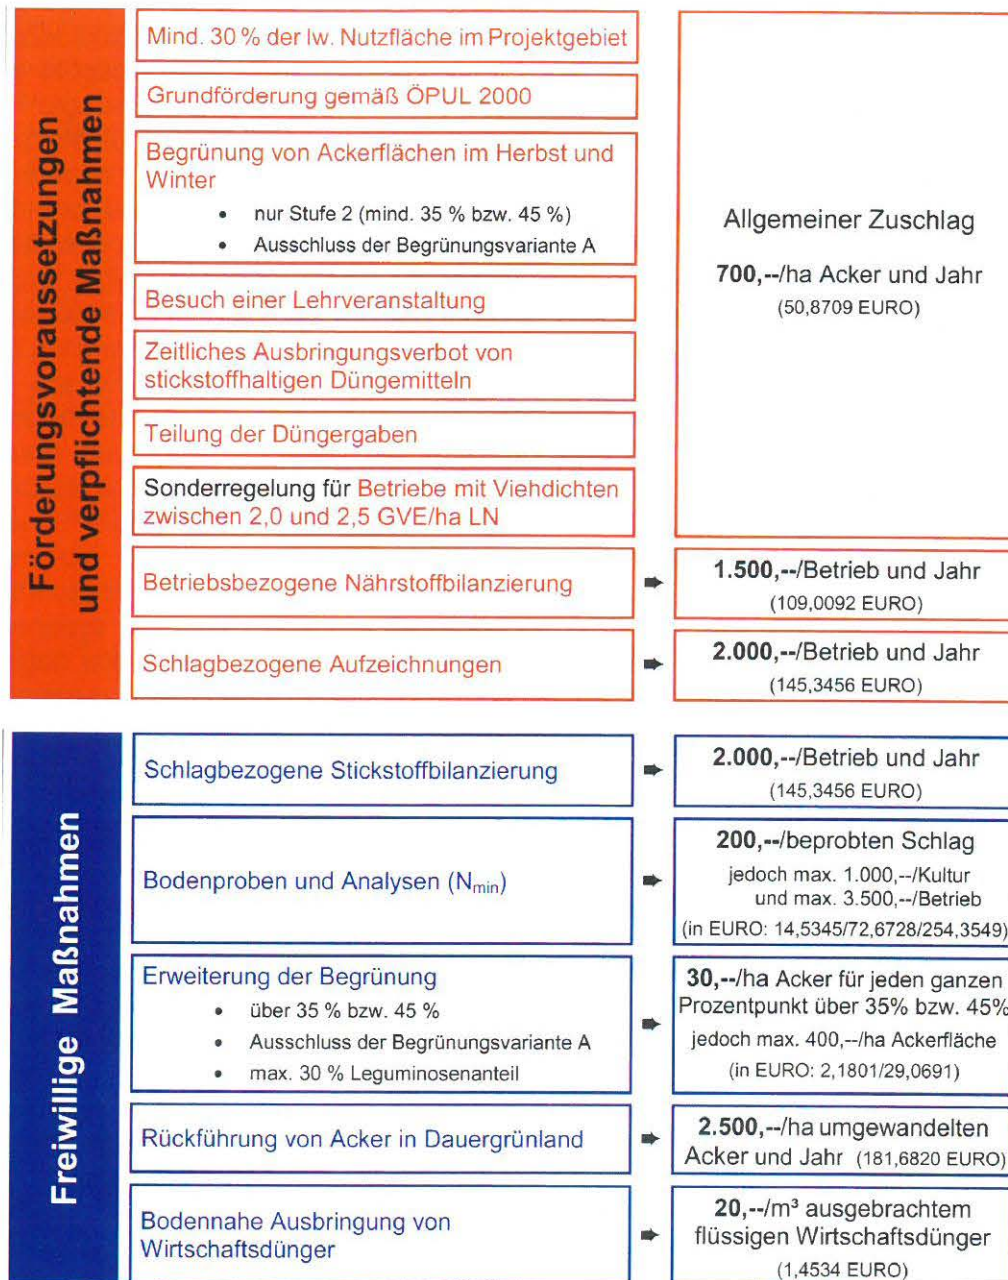 Förderungsvoraussetzungen
und verpflichtende Maßnahmen
Mind. 30 % der lw. Nutzfläche im Projektgebiet
Grundförderung gemäß ÖPUL 2000
Begrünung von Ackerflächen im Herbst und
Winter
• nur Stufe 2 (mind. 35 % bzw. 45 %)
• Ausschluss der Begrünungsvariante A
Besuch einer Lehrveranstaltung
Zeitliches Ausbringungsverbot von
stickstoffhaltigen Düngemitteln
Teilung der Düngergaben
Sonderregelung für Betriebe mit Viehdichten
zwischen 2,0 und 2,5 GVE/ha LN
Allgemeiner Zuschlag
700,--/ha Acker und Jahr
(50,8709 EURO)
Betriebsbezogene Nährstoffbilanzierung
1.500,--/Betrieb und Jahr
(109,0092 EURO)
Schlagbezogene Aufzeichnungen
2.000,--/Betrieb und Jahr
(145,3456 EURO)
Freiwillige Maßnahmen
Schlagbezogene Stickstoffbilanzierung
2.000,--/Betrieb und Jahr
(145,3456 EURO)
Bodenproben und Analysen (Nmin)
200,--/beprobten Schlag
jedoch max. 1.000,--/Kultur
und max. 3.500,--/Betrieb
(in EURO: 14,5345/72,6728/254,3549)
Erweiterung der Begrünung
• über 35 % bzw. 45 %
• Ausschluss der Begrünungsvariante A
• max. 30 % Leguminosenanteil
30,--/ha Acker für jeden ganzen
Prozentpunkt über 35% bzw. 45%
jedoch max. 400,--/ha Ackerfläche
(in EURO: 2,1801/29,0691)
Rückführung von Acker in Dauergrünland
2.500,--/ha umgewandelten
Acker und Jahr (181,6820 EURO)
Bodennahe Ausbringung von
Wirtschaftsdünger
20,--/m³ ausgebrachtem
flüssigen Wirtschaftsdünger
(1,4534 EURO)